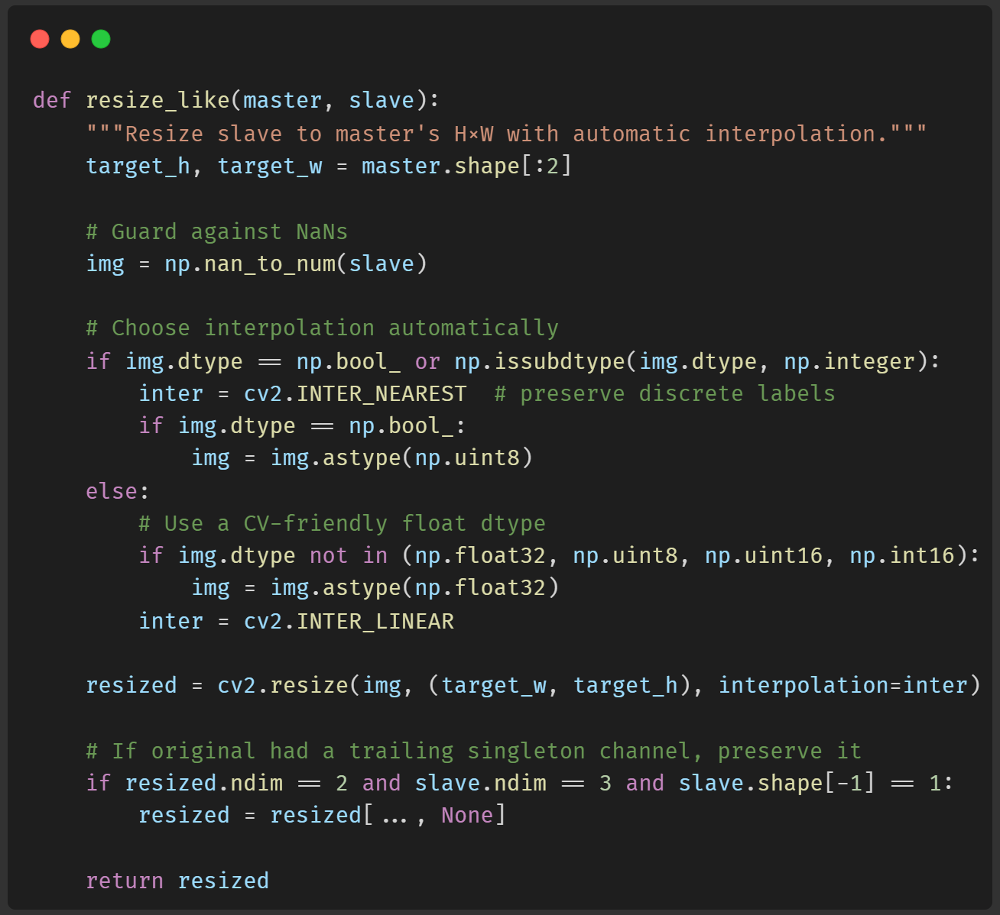 def resize_like(master, slave):
    """Resize slave to master's H×W with automatic interpolation."""
    target_h, target_w = master.shape[:2]

    # Guard against NaNs
    img = np.nan_to_num(slave)

    # Choose interpolation automatically
    if img.dtype == np.bool_ or np.issubdtype(img.dtype, np.integer):
        inter = cv2.INTER_NEAREST  # preserve discrete labels
        if img.dtype == np.bool_:
            img = img.astype(np.uint8)
    else:
        # Use a CV-friendly float dtype
        if img.dtype not in (np.float32, np.uint8, np.uint16, np.int16):
            img = img.astype(np.float32)
        inter = cv2.INTER_LINEAR

    resized = cv2.resize(img, (target_w, target_h), interpolation=inter)

    # If original had a trailing singleton channel, preserve it
    if resized.ndim == 2 and slave.ndim == 3 and slave.shape[-1] == 1:
        resized = resized[..., None]

    return resized